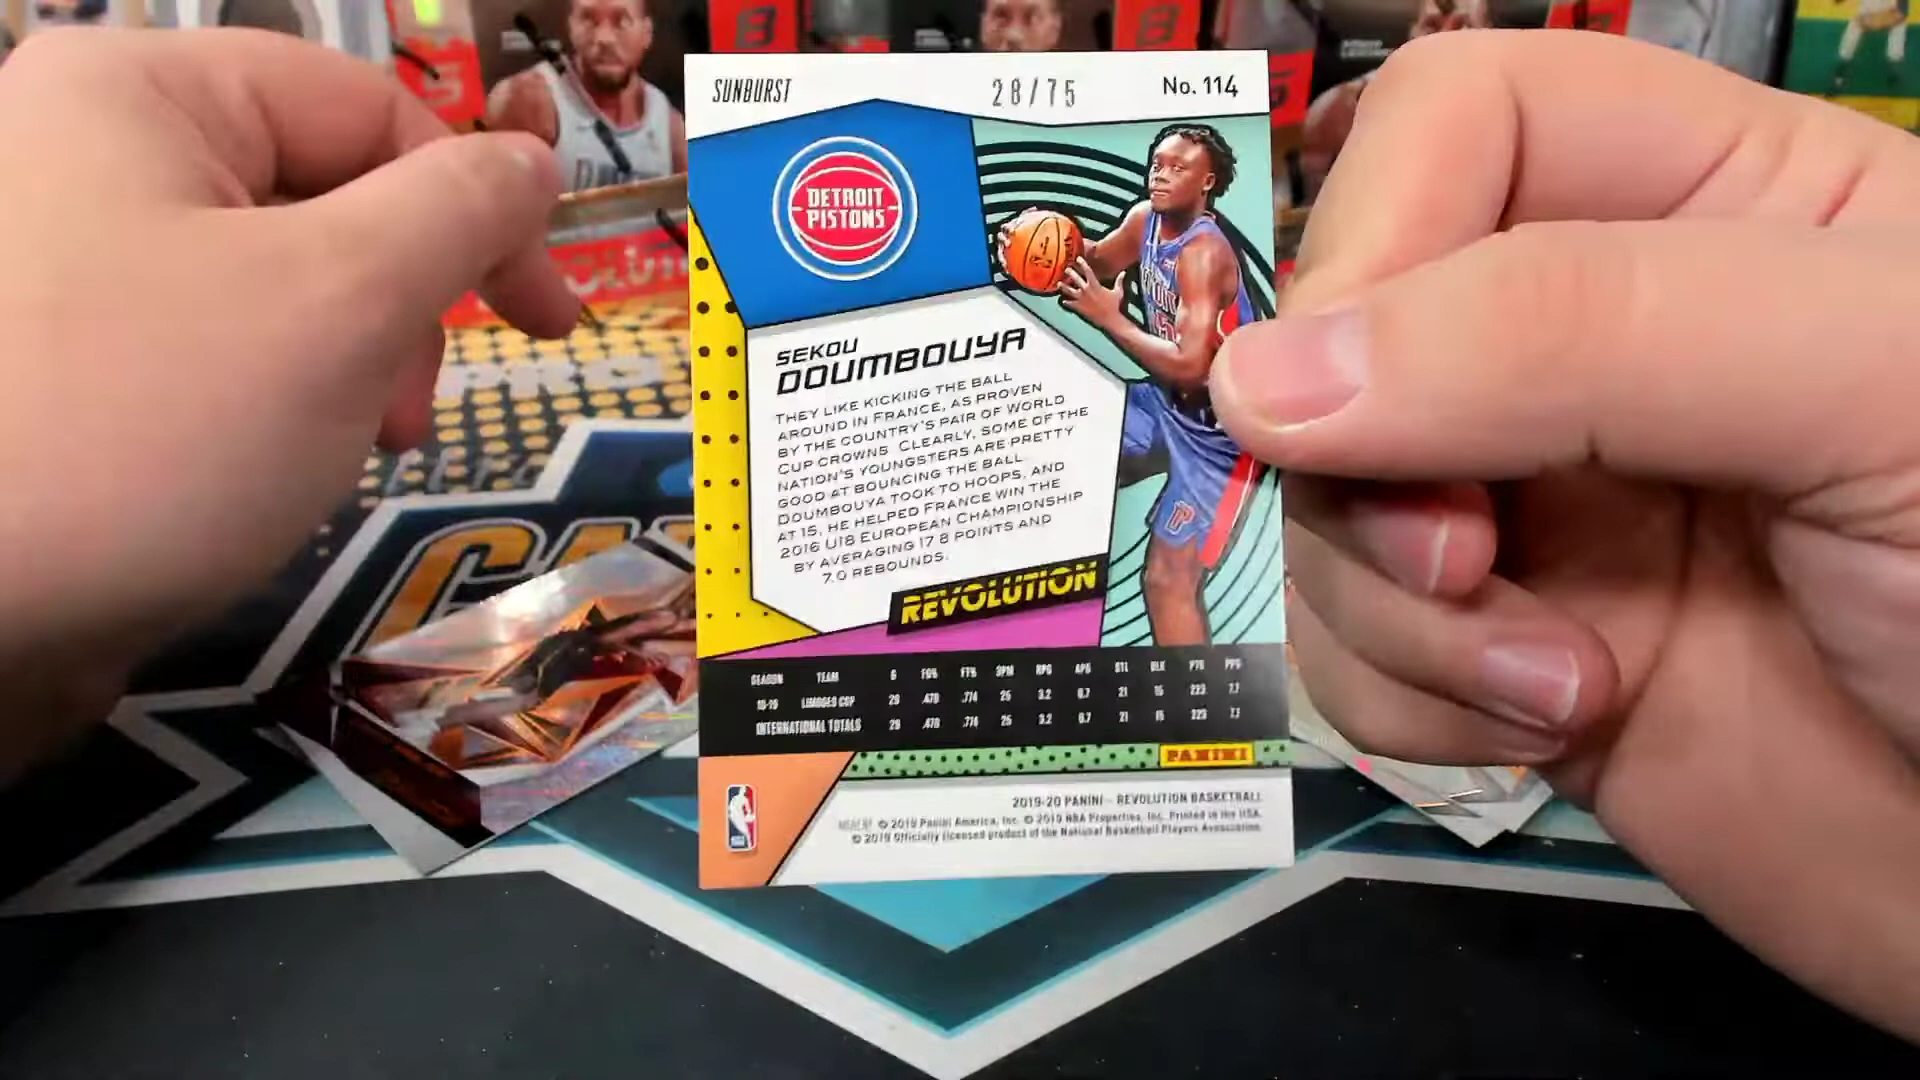 SUNBURST
28/75
No. 114
DETROIT
PISTONS
SEKOU
DOUMBOUYA
THEY LIKE KICKING THE BALL
AROUND IN FRANCE, AS PROVEN
BY THE COUNTRY'S PAIR OF WORLD
CUP CROWNS. CLEARLY, SOME OF THE
NATION'S YOUNGSTERS ARE PRETTY
GOOD AT BOUNCING THE BALL.
DOUMBOUYA TOOK TO HOOPS, AND
AT 15, HE HELPED FRANCE WIN THE
2016 U18 EUROPEAN CHAMPIONSHIP
BY AVERAGING 17.8 POINTS AND
7.0 REBOUNDS.
REVOLUTION
SEASON TEAM G FG% FT% 3PM RPG APG STL BLK PTS PPG
18-19 LIMOGES CSP 29 .478 .774 25 3.2 0.7 21 15 223 7.7
INTERNATIONAL TOTALS 29 .478 .774 25 3.2 0.7 21 15 223 7.7
PANINI
2019-20 PANINI - REVOLUTION BASKETBALL
© 2019 Panini America, Inc. © 2019 NBA Properties, Inc. Printed in the USA.
© 2019 Officially licensed product of the National Basketball Players Association.